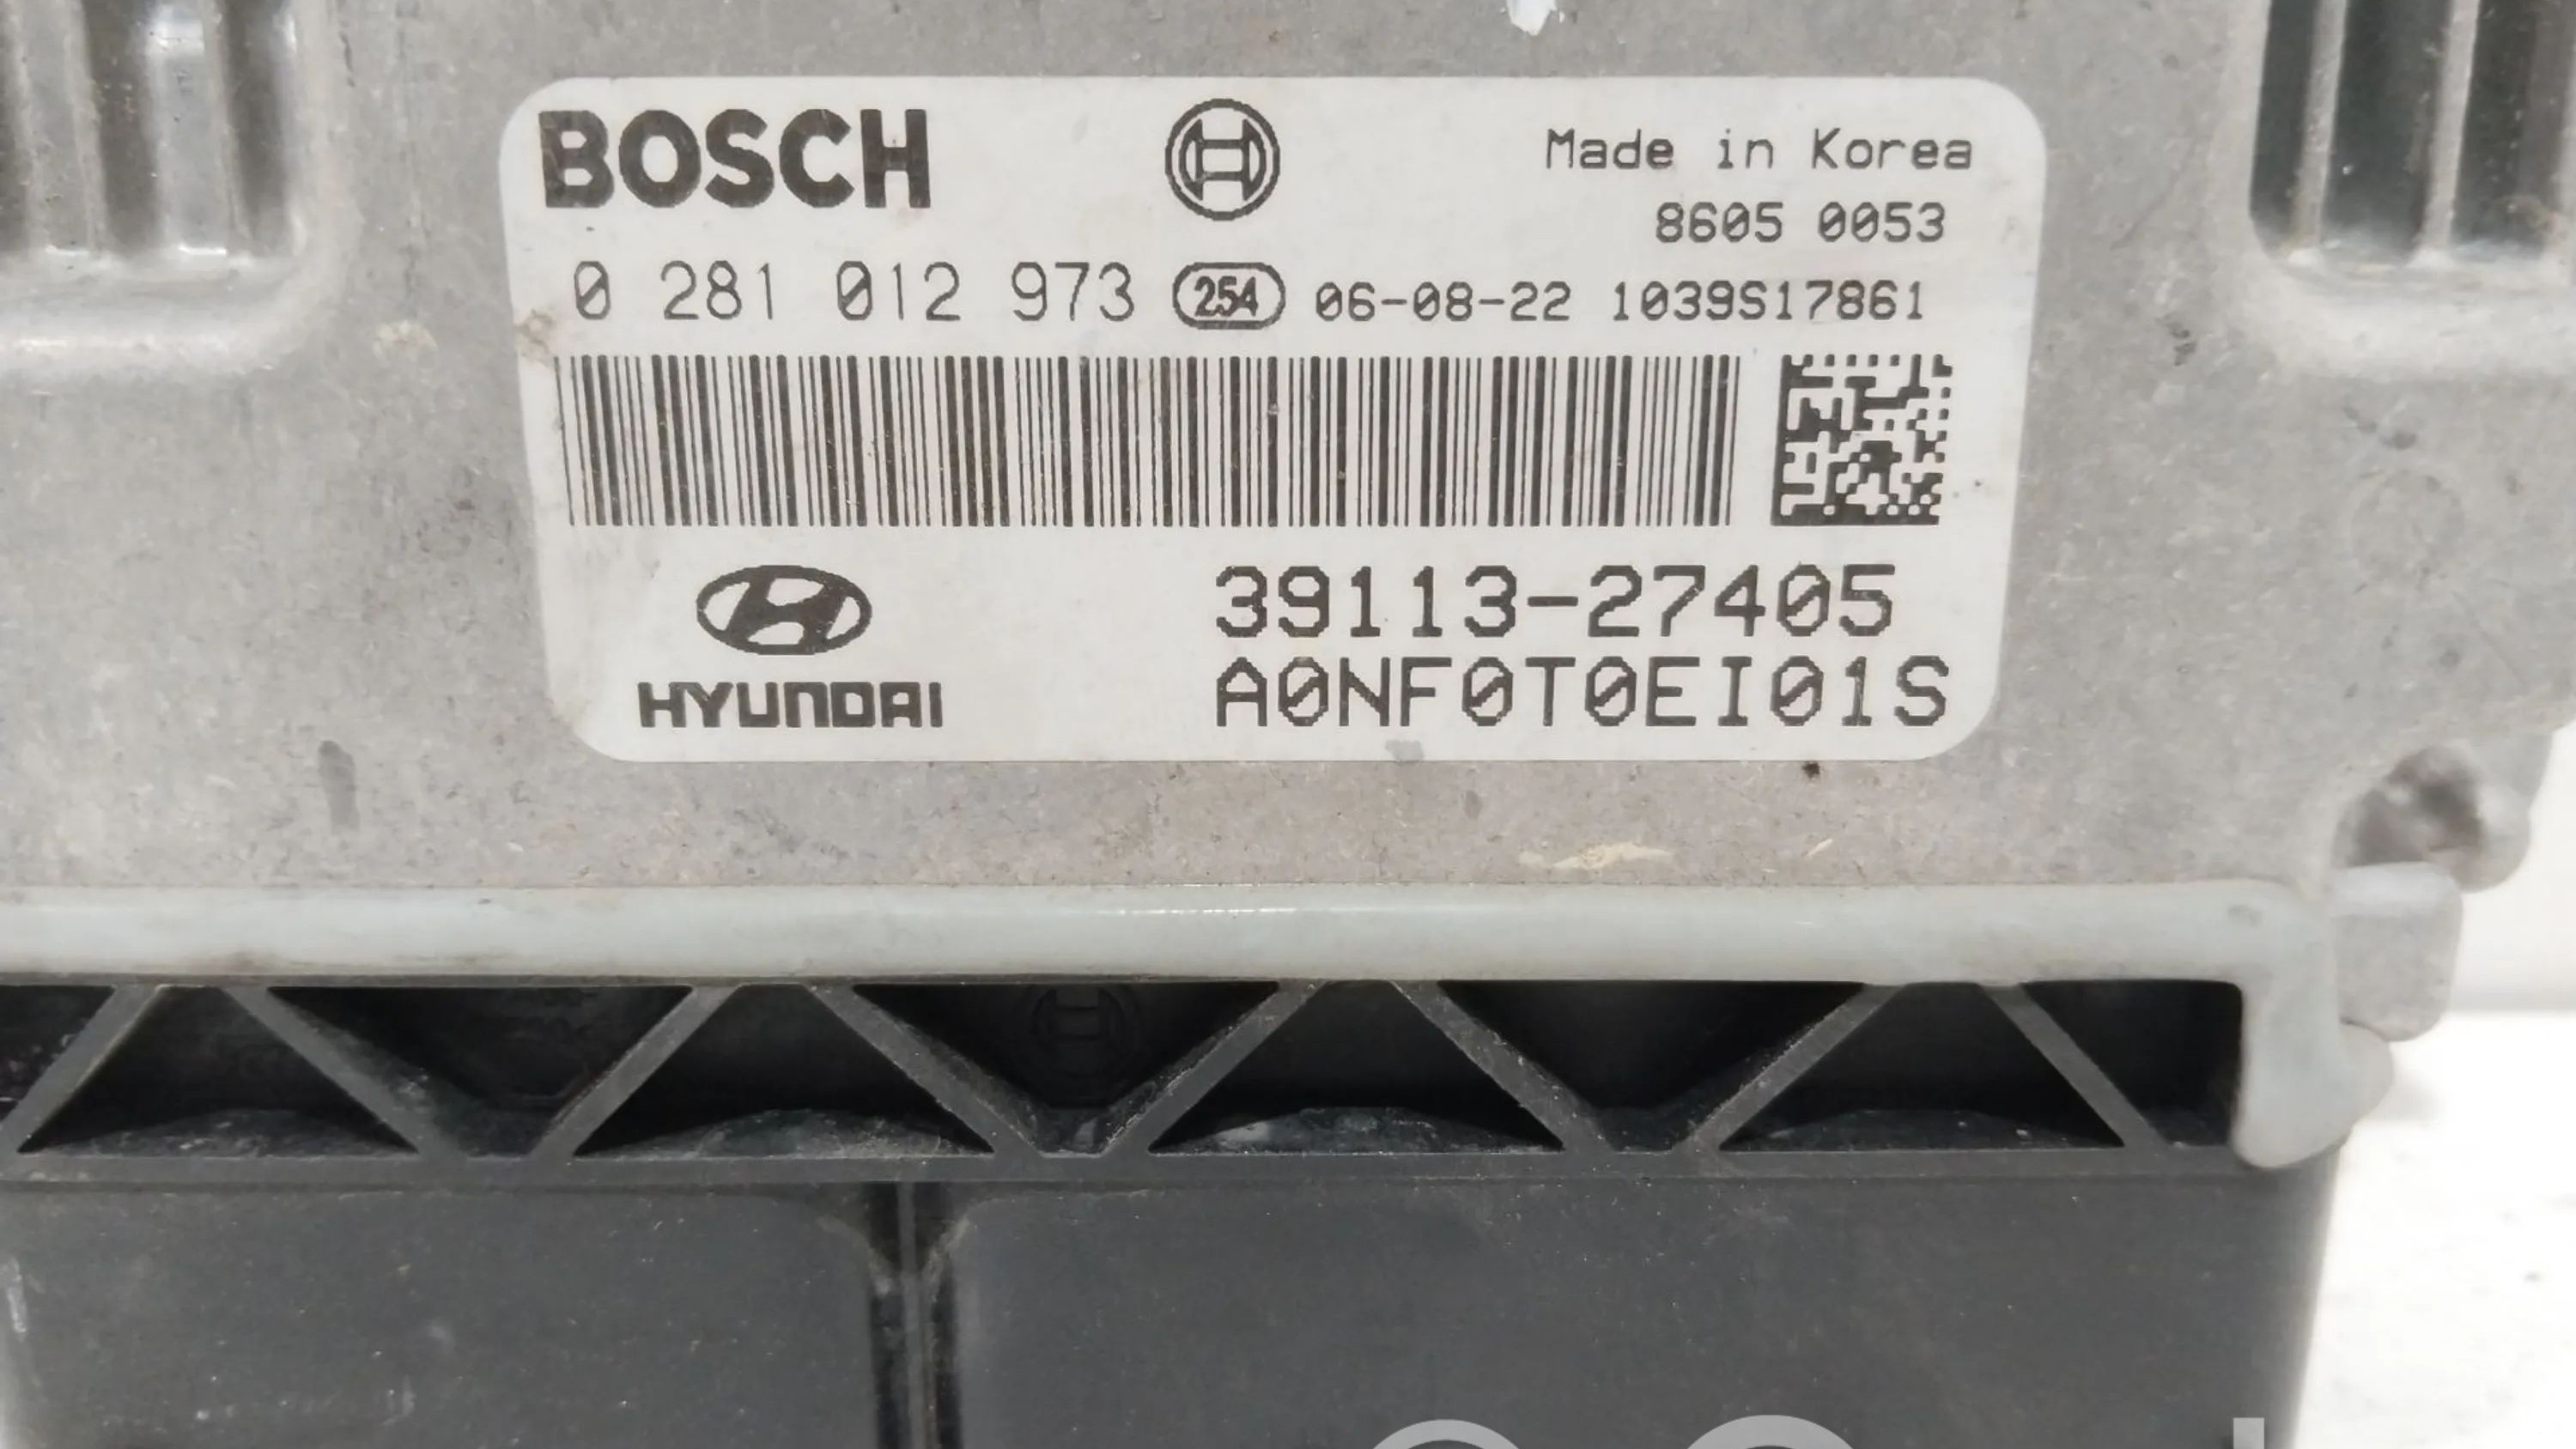 BOSCH
Made in Korea
8605 0053
0 281 012 973 254 06-08-22 1039S17861
39113-27405
HYUNDAI
A0NF0T0EI01S